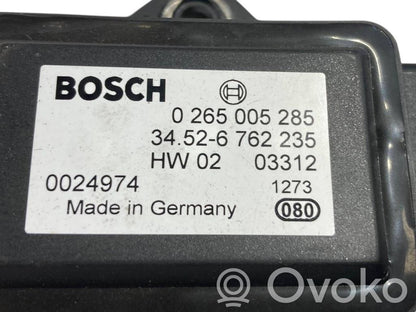 BOSCH
0 265 005 285
34.52-6 762 235
HW 02 03312
0024974 1273
Made in Germany 080
Ovoko